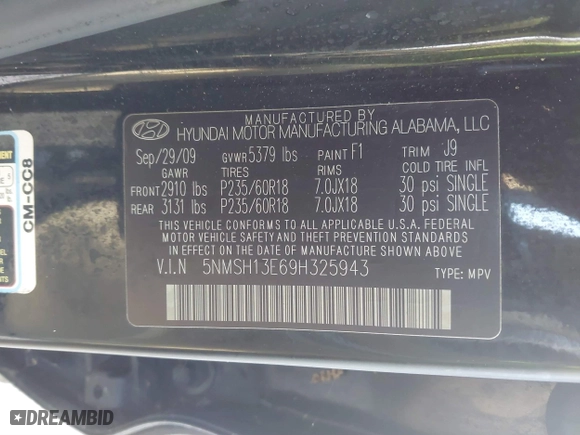 MANUFACTURED BY
HYUNDAI MOTOR MANUFACTURING ALABAMA, LLC
Sep/29/09 GVWR 5379 lbs PAINT F1 TRIM J9
GAWR TIRES RIMS COLD TIRE INFL
FRONT 2910 lbs P235/60R18 7.0JX18 30 psi SINGLE
REAR 3131 lbs P235/60R18 7.0JX18 30 psi SINGLE
THIS VEHICLE CONFORMS TO ALL APPLICABLE U.S.A. FEDERAL
MOTOR VEHICLE SAFETY AND THEFT PREVENTION STANDARDS
IN EFFECT ON THE DATE OF MANUFACTURE SHOWN ABOVE.
V.I.N 5NMSH13E69H325943 TYPE: MPV
CM-CC8
DREAMBID